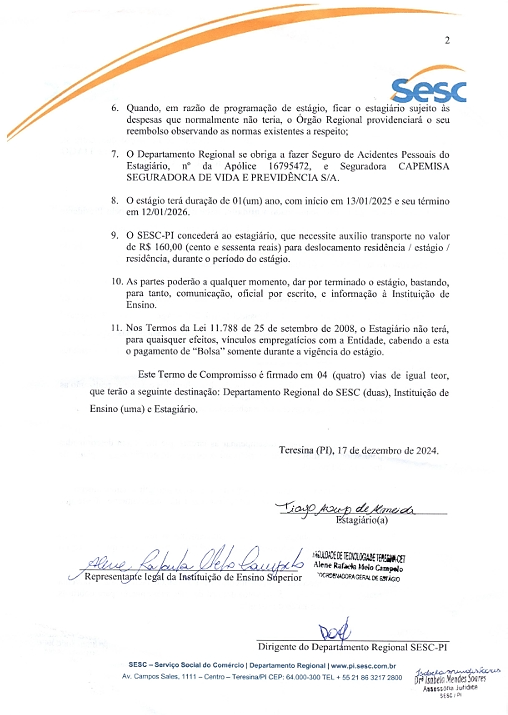 2
Sesc
6. Quando, em razão de programação de estágio, ficar o estagiário sujeito às
despesas que normalmente não teria, o Órgão Regional providenciará o seu
reembolso observando as normas existentes a respeito;
7. O Departamento Regional se obriga a fazer Seguro de Acidentes Pessoais do
Estagiário, nº da Apólice 16795472, e Seguradora CAPEMISA
SEGURADORA DE VIDA E PREVIDÊNCIA S/A.
8. O estágio terá duração de 01(um) ano, com início em 13/01/2025 e seu término
em 12/01/2026.
9. O SESC-PI concederá ao estagiário, que necessite auxílio transporte no valor
de R$ 160,00 (cento e sessenta reais) para deslocamento residência / estágio /
residência, durante o período do estágio.
10. As partes poderão a qualquer momento, dar por terminado o estágio, bastando,
para tanto, comunicação, oficial por escrito, e informação à Instituição de
Ensino.
11. Nos Termos da Lei 11.788 de 25 de setembro de 2008, o Estagiário não terá,
para quaisquer efeitos, vínculos empregatícios com a Entidade, cabendo a esta
o pagamento de “Bolsa” somente durante a vigência do estágio.
Este Termo de Compromisso é firmado em 04 (quatro) vias de igual teor,
que terão a seguinte destinação: Departamento Regional do SESC (duas), Instituição de
Ensino (uma) e Estagiário.
Teresina (PI), 17 de dezembro de 2024.
Tiago de Almeida
Estagiário(a)
Alene Rafaela Melo Campelo
Representante legal da Instituição de Ensino Superior
FACULDADE DE TECNOLOGIA DE TERESINA-CET
Alene Rafaela Melo Campelo
COORDENADORA GERAL DE ESTÁGIO
Dirigente do Departamento Regional SESC-PI
SESC – Serviço Social do Comércio | Departamento Regional | www.pi.sesc.com.br
Av. Campos Sales, 1111 – Centro – Teresina/PI CEP: 64.000-300 TEL + 55 21 86 3217 2800
Isabela Mendes Soares
Drª Isabela Mendes Soares
Assessoria Jurídica
SESC / PI